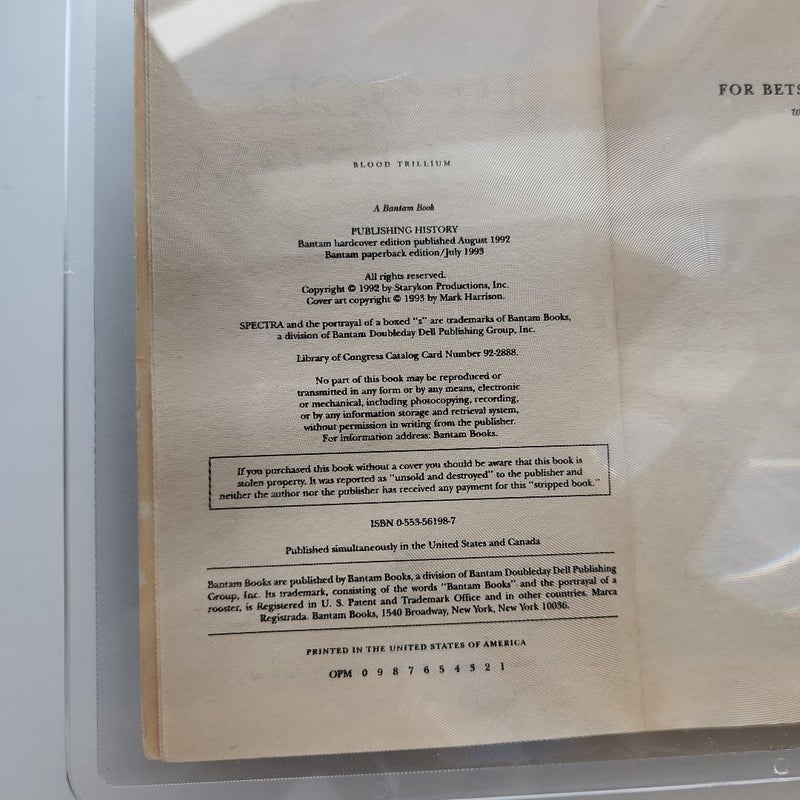 BLOOD TRILLIUM
A Bantam Book
PUBLISHING HISTORY
Bantam hardcover edition published August 1992
Bantam paperback edition/July 1993
All rights reserved.
Copyright © 1992 by Starykon Productions, Inc.
Cover art copyright © 1993 by Mark Harrison.
SPECTRA and the portrayal of a boxed "s" are trademarks of Bantam Books,
a division of Bantam Doubleday Dell Publishing Group, Inc.
Library of Congress Catalog Card Number 92-2888.
No part of this book may be reproduced or
transmitted in any form or by any means, electronic
or mechanical, including photocopying, recording,
or by any information storage and retrieval system,
without permission in writing from the publisher.
For information address: Bantam Books.
If you purchased this book without a cover you should be aware that this book is
stolen property. It was reported as "unsold and destroyed" to the publisher and
neither the author nor the publisher has received any payment for this "stripped book."
ISBN 0-553-56198-7
Published simultaneously in the United States and Canada
Bantam Books are published by Bantam Books, a division of Bantam Doubleday Dell Publishing
Group, Inc. Its trademark, consisting of the words "Bantam Books" and the portrayal of a
rooster, is Registered in U. S. Patent and Trademark Office and in other countries. Marca
Registrada. Bantam Books, 1540 Broadway, New York, New York 10036.
PRINTED IN THE UNITED STATES OF AMERICA
OPM 0 9 8 7 6 5 4 3 2 1
FOR BETS